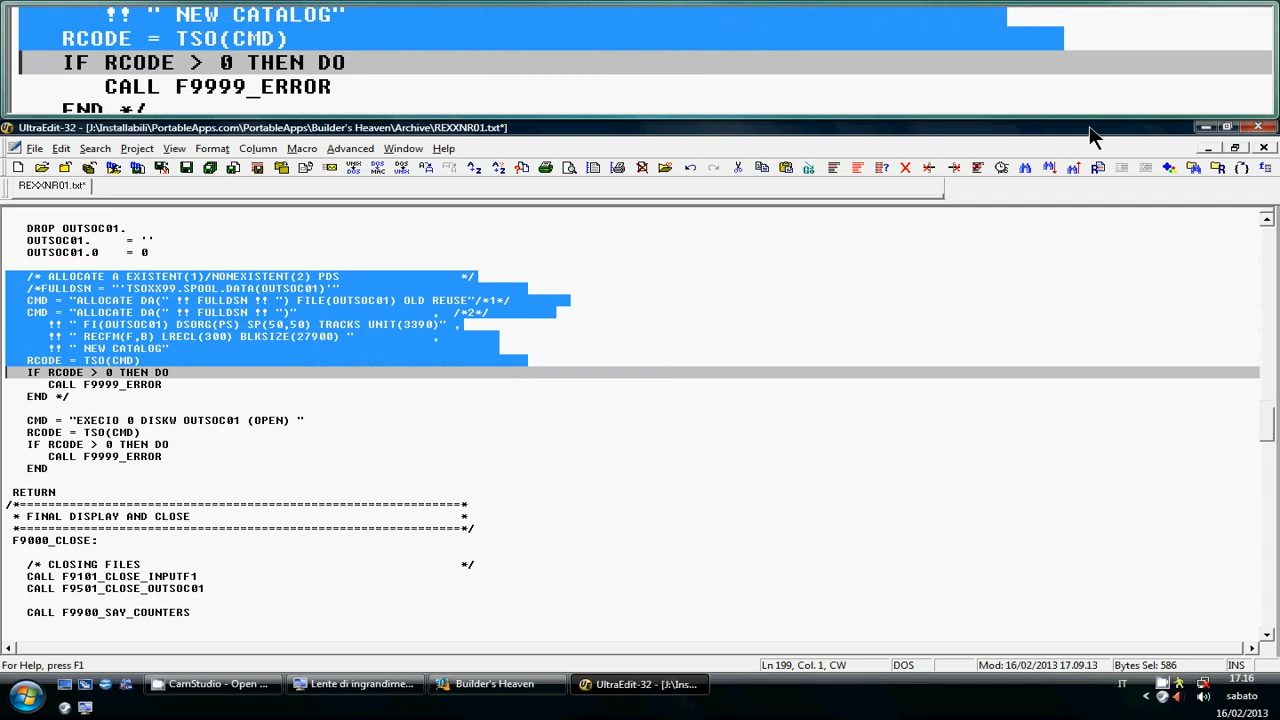 !! " NEW CATALOG"
RCODE = TSO(CMD)
IF RCODE > 0 THEN DO
CALL F9999_ERROR
END */
UltraEdit-32 - [J:\Installabili\PortableApps.com\PortableApps\Builder's Heaven\Archive\REXXNR01.txt*]
File Edit Search Project View Format Column Macro Advanced Window Help
REXXNR01.txt*
DROP OUTSOC01.
OUTSOC01. = ''
OUTSOC01.0 = 0
/* ALLOCATE A EXISTENT(1)/NONEXISTENT(2) PDS */
/*FULLDSN = "'TSOXX99.SPOOL.DATA(OUTSOC01)'"
CMD = "ALLOCATE DA(" !! FULLDSN !! ") FILE(OUTSOC01) OLD REUSE"/*1*/
CMD = "ALLOCATE DA(" !! FULLDSN !! ")" , /*2*/
!! " FI(OUTSOC01) DSORG(PS) SP(50,50) TRACKS UNIT(3390)" ,
!! " RECFM(F,B) LRECL(300) BLKSIZE(27900) " ,
!! " NEW CATALOG"
RCODE = TSO(CMD)
IF RCODE > 0 THEN DO
CALL F9999_ERROR
END */
CMD = "EXECIO 0 DISKW OUTSOC01 (OPEN) "
RCODE = TSO(CMD)
IF RCODE > 0 THEN DO
CALL F9999_ERROR
END
RETURN
/*================================================================*
* FINAL DISPLAY AND CLOSE *
*================================================================*/
F9000_CLOSE:
/* CLOSING FILES */
CALL F9101_CLOSE_INPUTF1
CALL F9501_CLOSE_OUTSOC01
CALL F9900_SAY_COUNTERS
For Help, press F1 Ln 199, Col. 1, CW DOS Mod: 16/02/2013 17.09.13 Bytes Sel: 586 INS
CamStudio - Open ... Lente di ingrandime... Builder's Heaven UltraEdit-32 - [J:\Ins... IT 17.16
sabato
16/02/2013